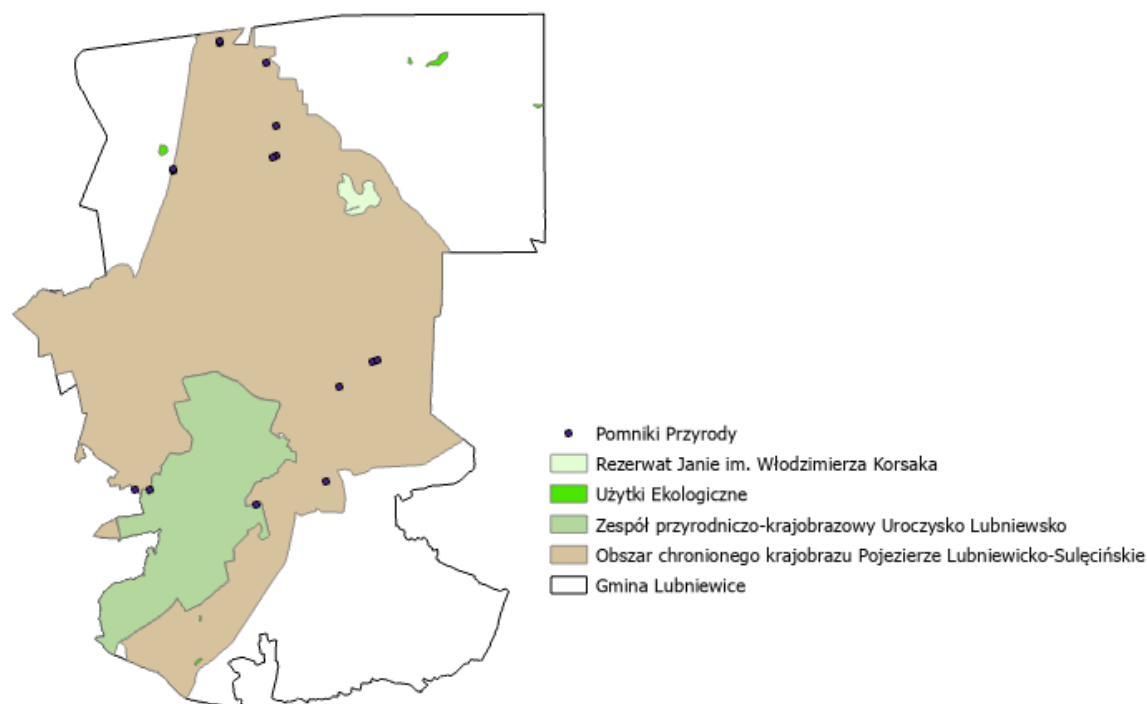 Pomniki Przyrody
Rezerwat Janie im. Włodzimierza Korsaka
Użytki Ekologiczne
Zespół przyrodniczo-krajobrazowy Uroczysko Lubniewsko
Obszar chronionego krajobrazu Pojezierze Lubniewicko-Sulęcińskie
Gmina Lubniewice